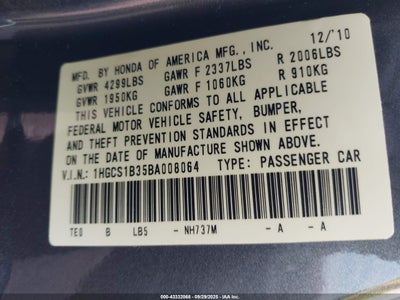 MFD. BY HONDA OF AMERICA MFG., INC. 12/'10
GVWR 4299LBS GAWR F 2337LBS R 2006LBS
GVWR 1950KG GAWR F 1060KG R 910KG
THIS VEHICLE CONFORMS TO ALL APPLICABLE
FEDERAL MOTOR VEHICLE SAFETY, BUMPER,
AND THEFT PREVENTION STANDARDS IN EFFECT
ON THE DATE OF MANUFACTURE SHOWN ABOVE.
V.I.N.: 1HGCS1B35BA008064 TYPE: PASSENGER CAR
TE0 B LB5 - NH737M - A - A
000-43332068 - 09/29/2025 - IAA Inc.